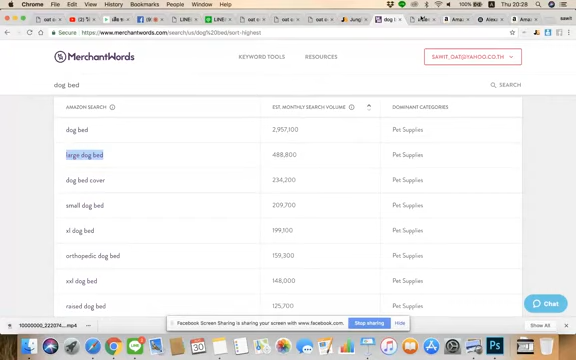 Chrome File Edit View History Bookmarks People Window Help 100% Thu 20:28
Secure https://www.merchantwords.com/search/us/dog%20bed/sort-highest
MerchantWords KEYWORD TOOLS RESOURCES SAWIT_OAT@YAHOO.CO.TH
dog bed SEARCH
AMAZON SEARCH EST. MONTHLY SEARCH VOLUME DOMINANT CATEGORIES
dog bed 2,957,100 Pet Supplies
large dog bed 488,800 Pet Supplies
dog bed cover 234,200 Pet Supplies
small dog bed 209,700 Pet Supplies
xl dog bed 199,100 Pet Supplies
orthopedic dog bed 159,300 Pet Supplies
xxl dog bed 148,000 Pet Supplies
raised dog bed 125,700 Pet Supplies
Chat
10000000_222074....mp4 Facebook Screen Sharing is sharing your screen with www.facebook.com. Stop sharing Hide Show All